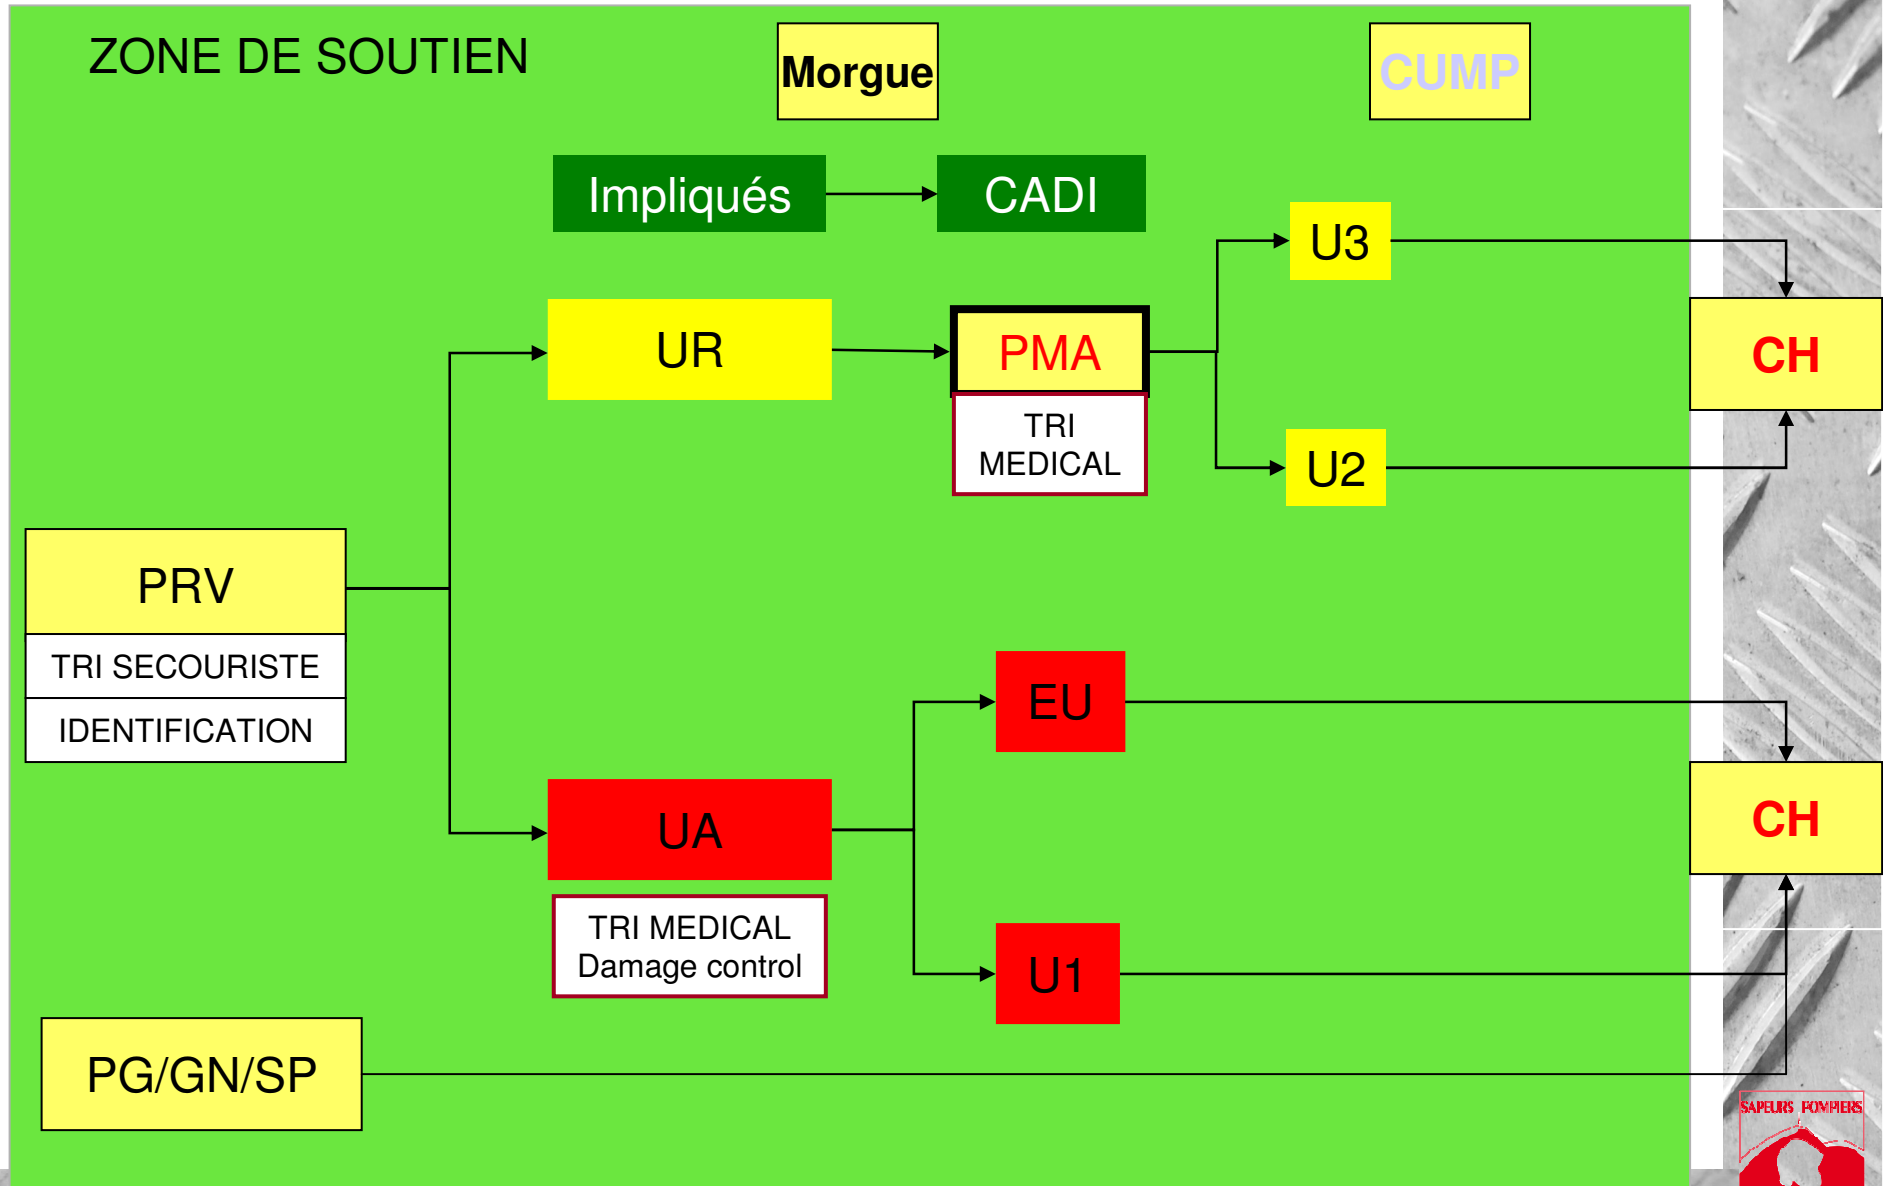 ZONE DE SOUTIEN
Morgue
CUMP
Impliqués
CADI
U3
UR
PMA
CH
TRI
MEDICAL
U2
PRV
TRI SECOURISTE
IDENTIFICATION
EU
UA
CH
TRI MEDICAL
Damage control
U1
PG/GN/SP
SAPEURS POMPIERS